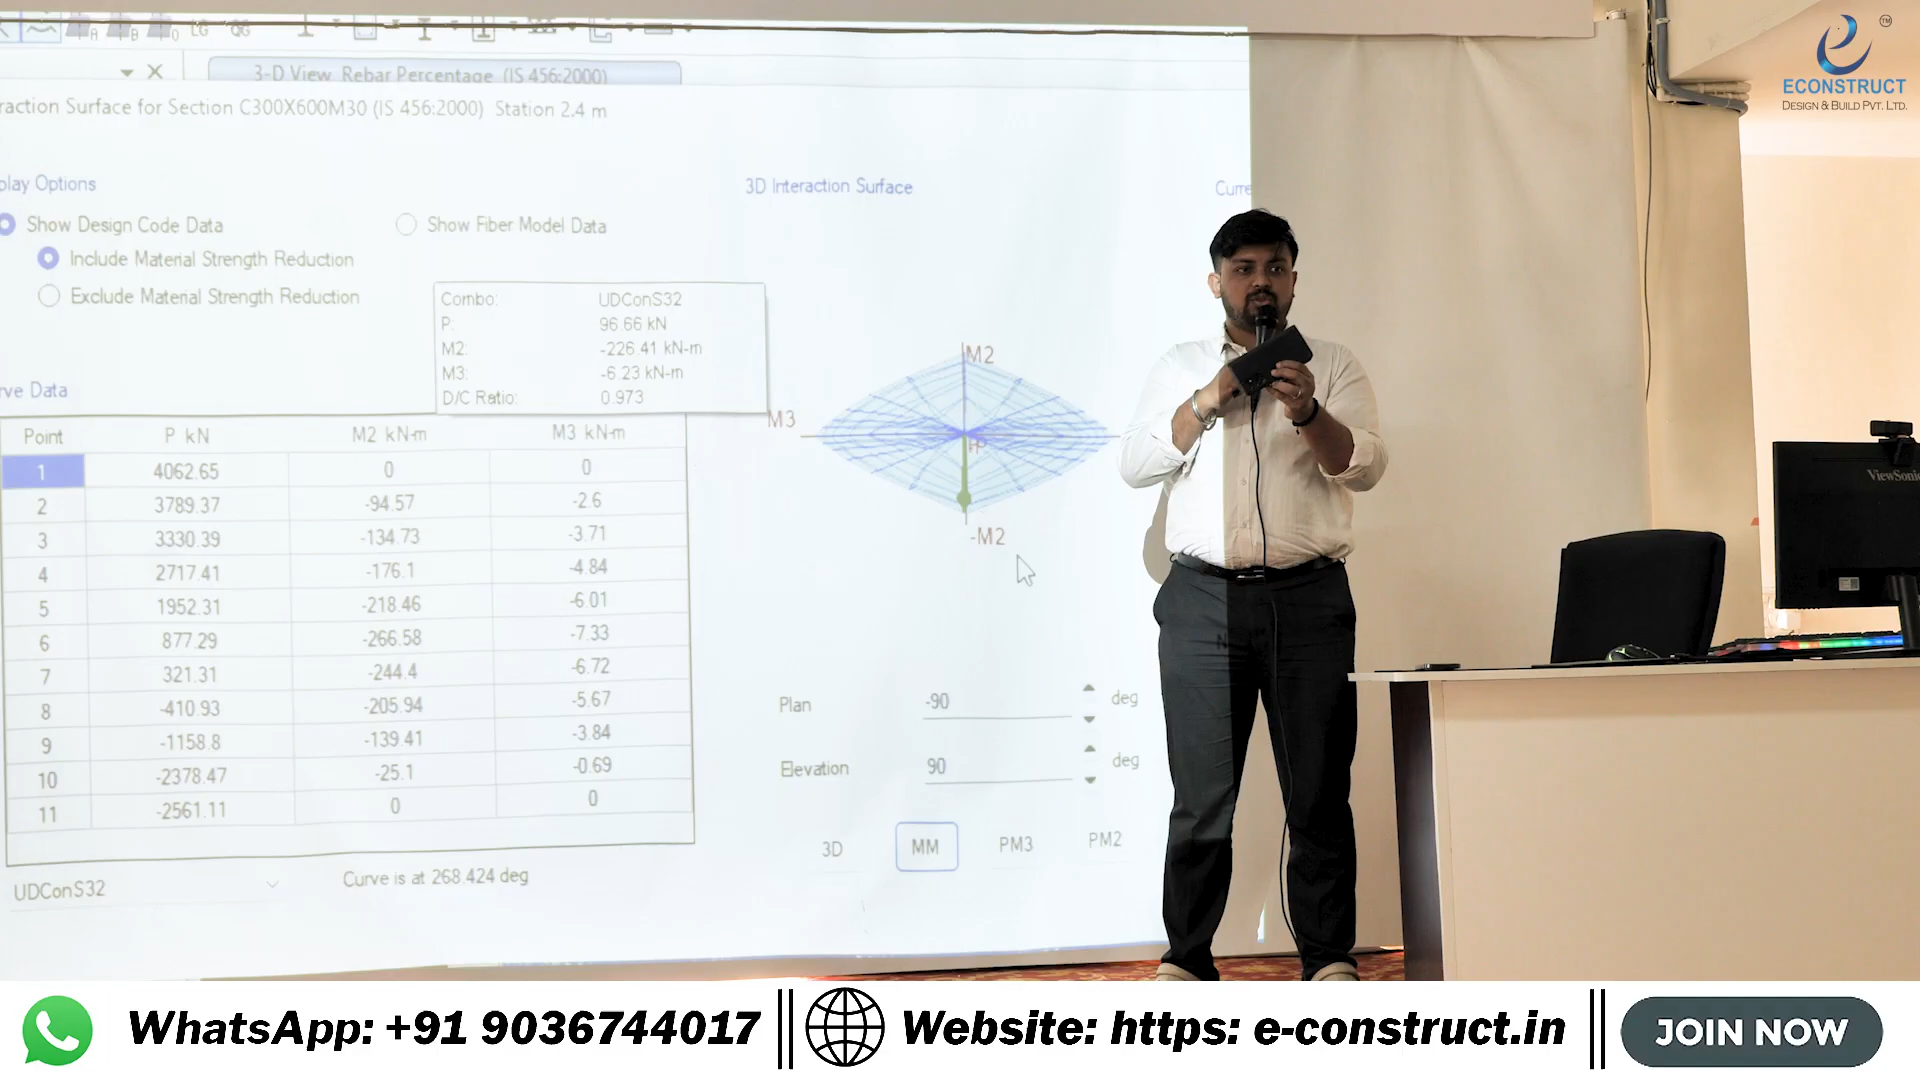 3-D View Rebar Percentage (IS 456:2000)
raction Surface for Section C300X600M30 (IS 456:2000) Station 2.4 m
™
ECONSTRUCT
DESIGN & BUILD PVT. LTD.
play Options
3D Interaction Surface
Curre
Show Design Code Data
Show Fiber Model Data
Include Material Strength Reduction
Exclude Material Strength Reduction
Combo: UDConS32
P: 96.66 kN
M2: -226.41 kN-m
M3: -6.23 kN-m
D/C Ratio: 0.973
M2
M3
P
-M2
rve Data
Point P kN M2 kN-m M3 kN-m
1 4062.65 0 0
2 3789.37 -94.57 -2.6
3 3330.39 -134.73 -3.71
4 2717.41 -176.1 -4.84
5 1952.31 -218.46 -6.01
6 877.29 -266.58 -7.33
7 321.31 -244.4 -6.72
8 -410.93 -205.94 -5.67
9 -1158.8 -139.41 -3.84
10 -2378.47 -25.1 -0.69
11 -2561.11 0 0
Plan -90 deg
Elevation 90 deg
3D MM PM3 PM2
UDConS32
Curve is at 268.424 deg
ViewSonic
WhatsApp: +91 9036744017
Website: https: e-construct.in
JOIN NOW